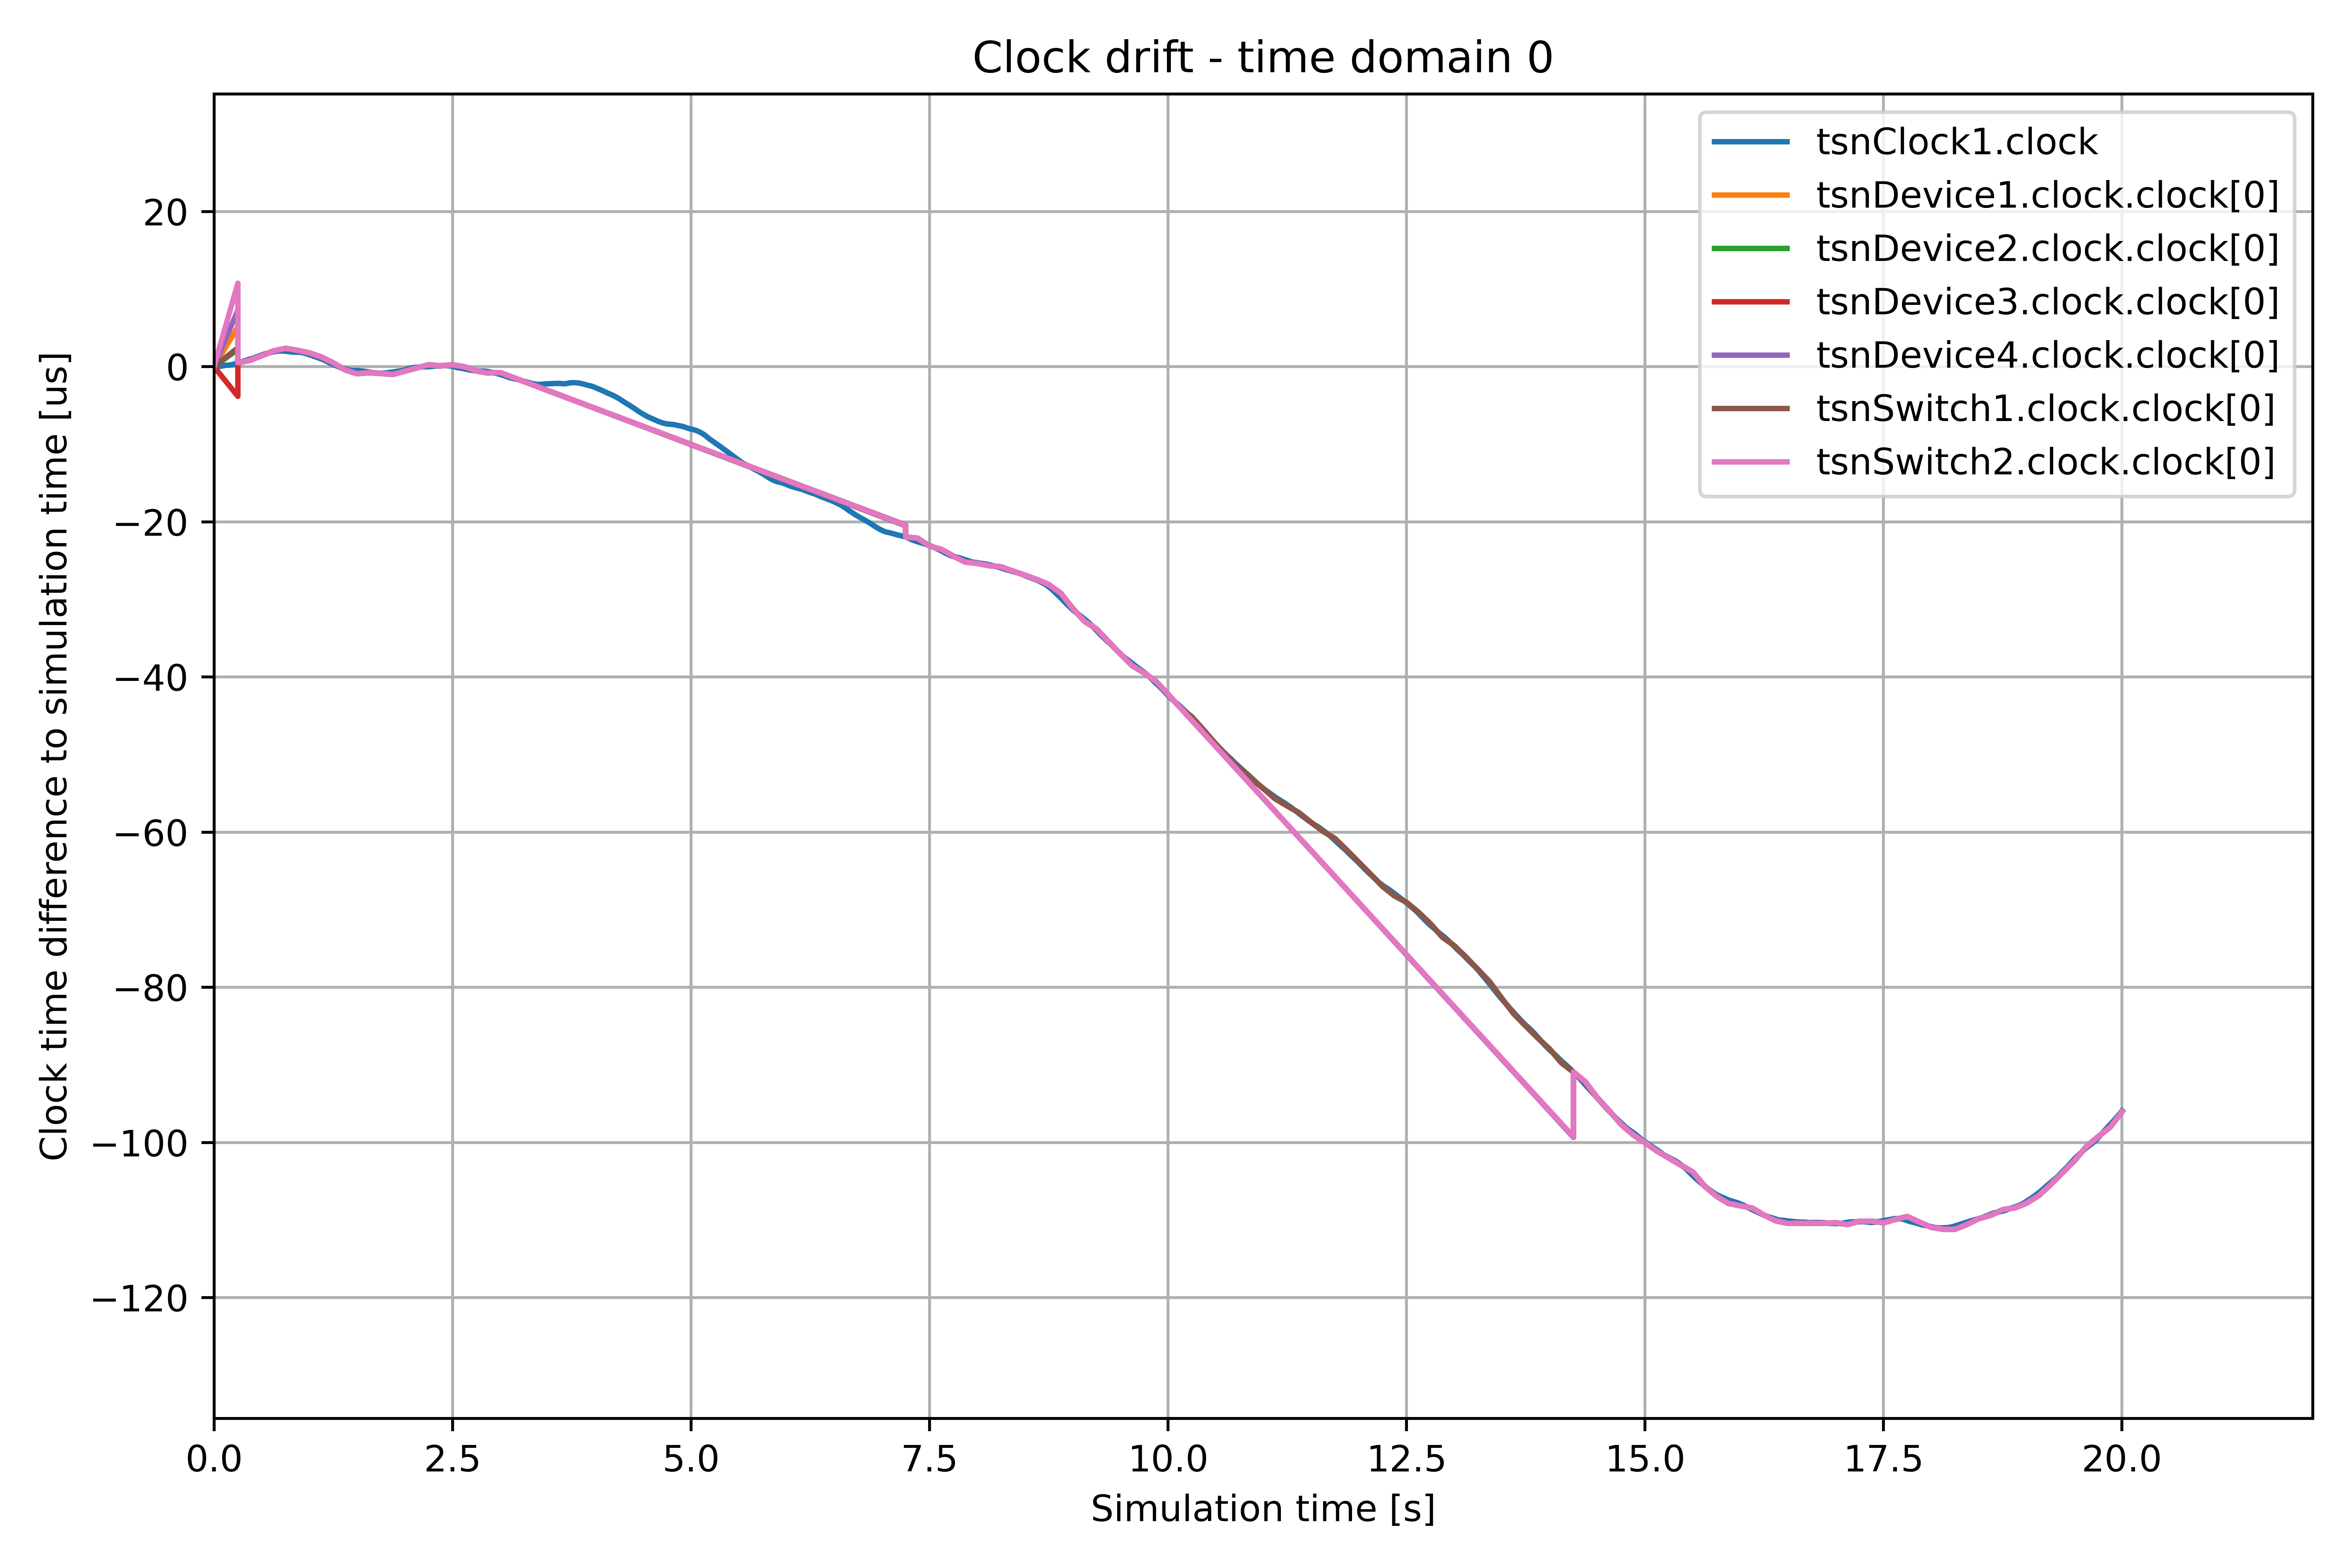 Clock drift - time domain 0
Clock time difference to simulation time [us]
20
0
−20
−40
−60
−80
−100
−120
tsnClock1.clock
tsnDevice1.clock.clock[0]
tsnDevice2.clock.clock[0]
tsnDevice3.clock.clock[0]
tsnDevice4.clock.clock[0]
tsnSwitch1.clock.clock[0]
tsnSwitch2.clock.clock[0]
0.0 2.5 5.0 7.5 10.0 12.5 15.0 17.5 20.0
Simulation time [s]